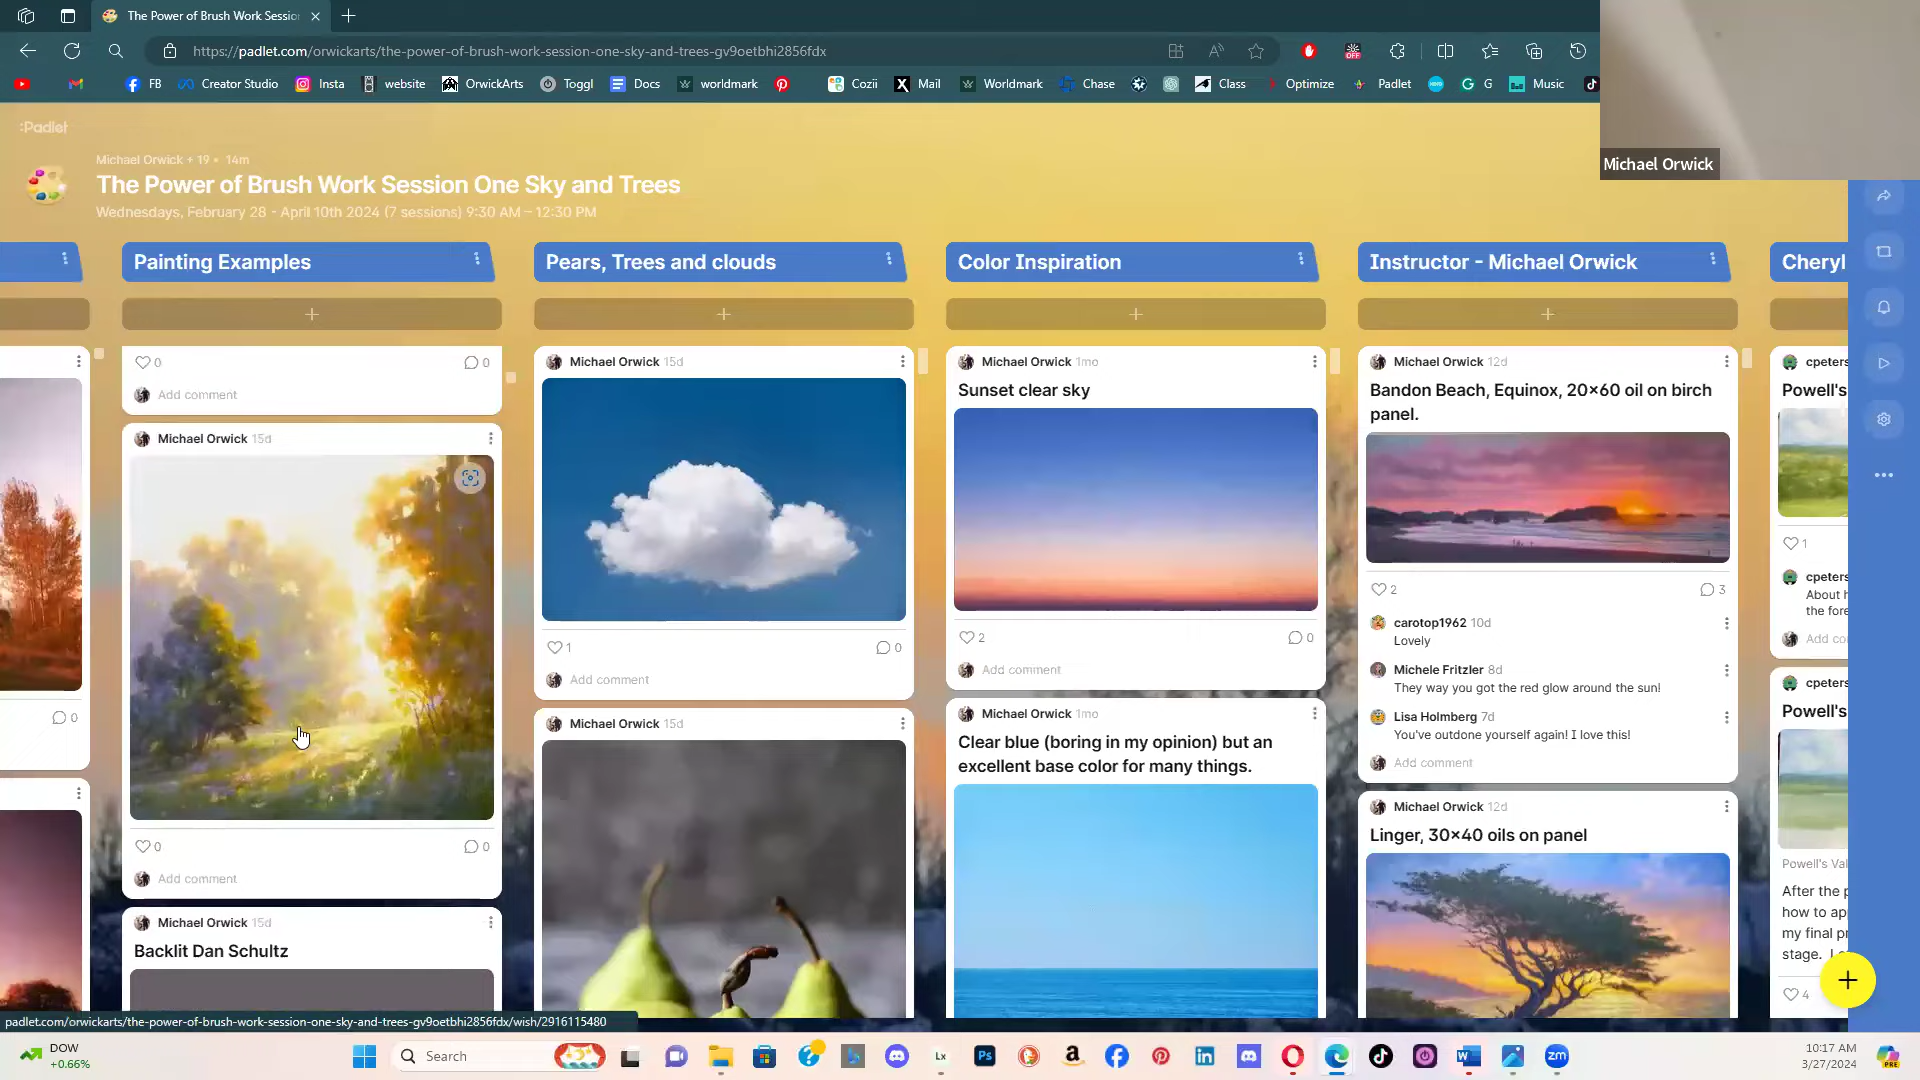 The Power of Brush Work Sessio
https://padlet.com/orwickarts/the-power-of-brush-work-session-one-sky-and-trees-gv9oetbhi2856fdx
OFF
FB
Creator Studio
Insta
website
OrwickArts
Toggl
Docs
worldmark
Cozii
Mail
Worldmark
Chase
Class
Optimize
Padlet
G
Music
Michael Orwick
:Padlet
Michael Orwick + 19 • 14m
The Power of Brush Work Session One Sky and Trees
Wednesdays, February 28 - April 10th 2024 (7 sessions) 9:30 AM – 12:30 PM
0
Painting Examples
0 0
Add comment
Michael Orwick 15d
0 0
Add comment
Michael Orwick 15d
Backlit Dan Schultz
Pears, Trees and clouds
Michael Orwick 15d
1 0
Add comment
Michael Orwick 15d
Color Inspiration
Michael Orwick 1mo
Sunset clear sky
2 0
Add comment
Michael Orwick 1mo
Clear blue (boring in my opinion) but an
excellent base color for many things.
Instructor - Michael Orwick
Michael Orwick 12d
Bandon Beach, Equinox, 20×60 oil on birch
panel.
2 3
carotop1962 10d
Lovely
Michele Fritzler 8d
They way you got the red glow around the sun!
Lisa Holmberg 7d
You've outdone yourself again! I love this!
Add comment
Michael Orwick 12d
Linger, 30×40 oils on panel
Cheryl
cpeters
Powell's
1
cpeters
About h
the fore
Add co
cpeters
Powell's
Powell's Val
After the p
how to ap
my final pr
stage. I
4
padlet.com/orwickarts/the-power-of-brush-work-session-one-sky-and-trees-gv9oetbhi2856fdx/wish/2916115480
DOW
+0.66%
Search
Lx
Ps
zm
10:17 AM
3/27/2024
PRE